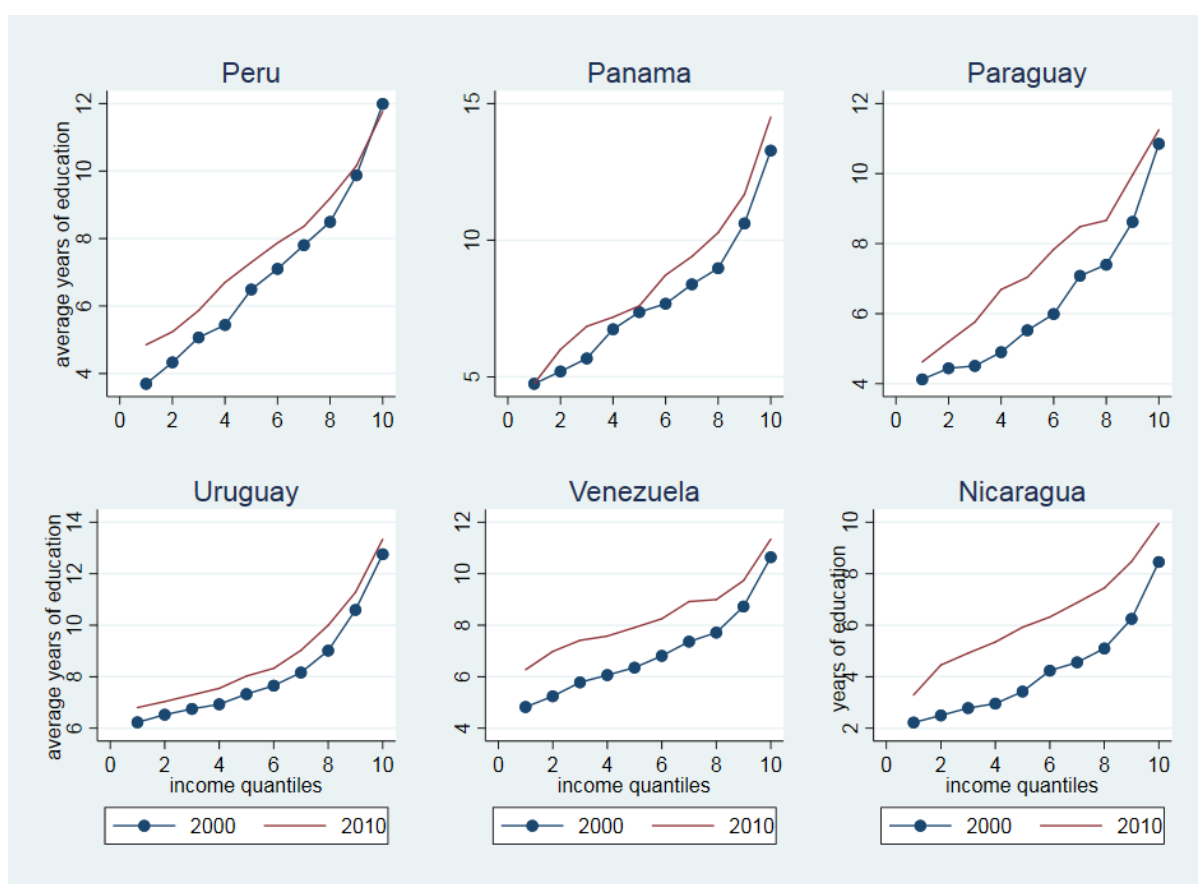 Peru
Panama
Paraguay
average years of education
12
10
8
6
4
0 2 4 6 8 10
15
10
5
0 2 4 6 8 10
12
10
8
6
4
0 2 4 6 8 10
Uruguay
Venezuela
Nicaragua
average years of education
14
12
10
8
6
0 2 4 6 8 10
income quantiles
12
10
8
6
4
0 2 4 6 8 10
income quantiles
years of education
10
8
6
4
2
0 2 4 6 8 10
income quantiles
2000 2010
2000 2010
2000 2010